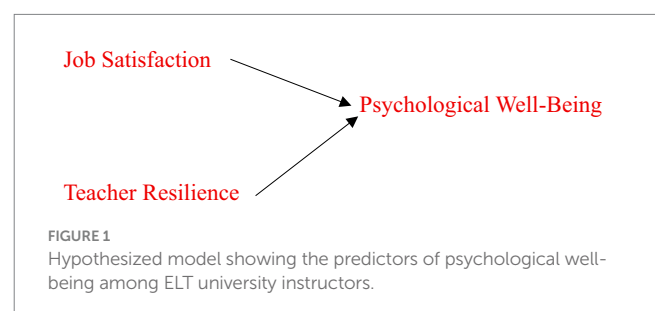 Job Satisfaction
Psychological Well-Being
Teacher Resilience
FIGURE 1
Hypothesized model showing the predictors of psychological well-
being among ELT university instructors.